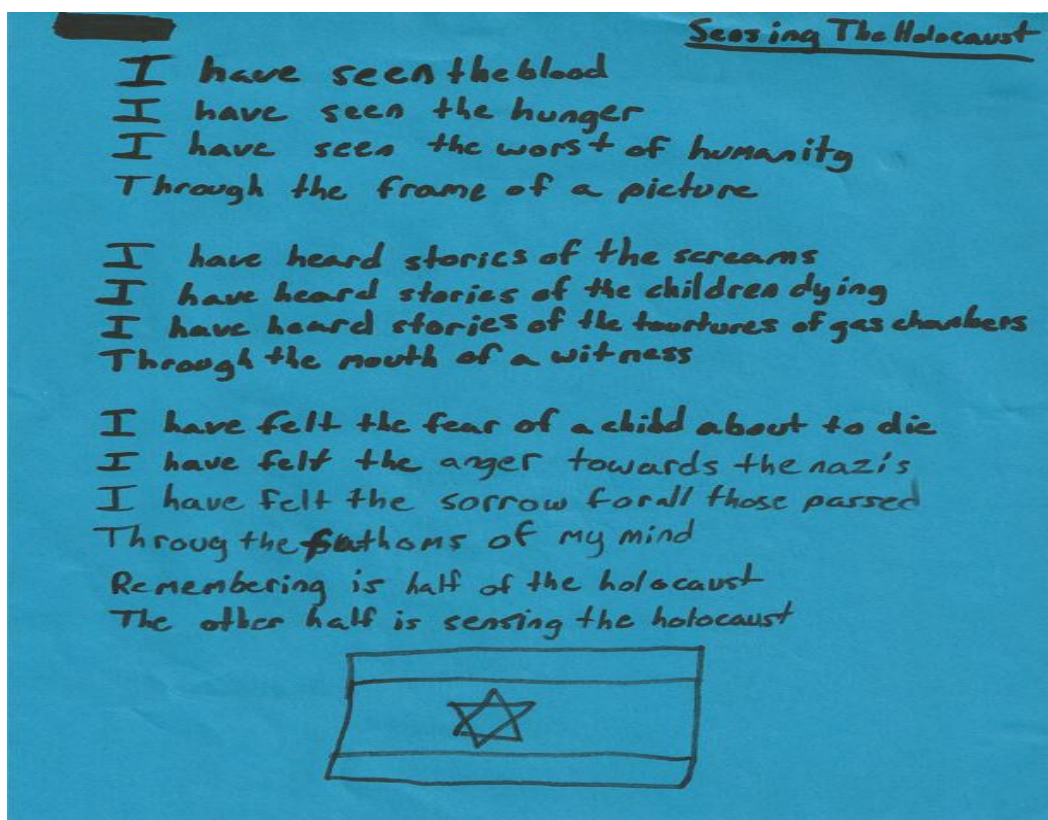 Sensing The Holocaust
I have seen the blood
I have seen the hunger
I have seen the worst of humanity
Through the frame of a picture
I have heard stories of the screams
I have heard stories of the children dying
I have heard stories of the tourtures of gas chambers
Through the mouth of a witness
I have felt the fear of a child about to die
I have felt the anger towards the nazi's
I have felt the sorrow for all those passed
Throug the fathoms of my mind
Remembering is half of the holocaust
The other half is sensing the holocaust